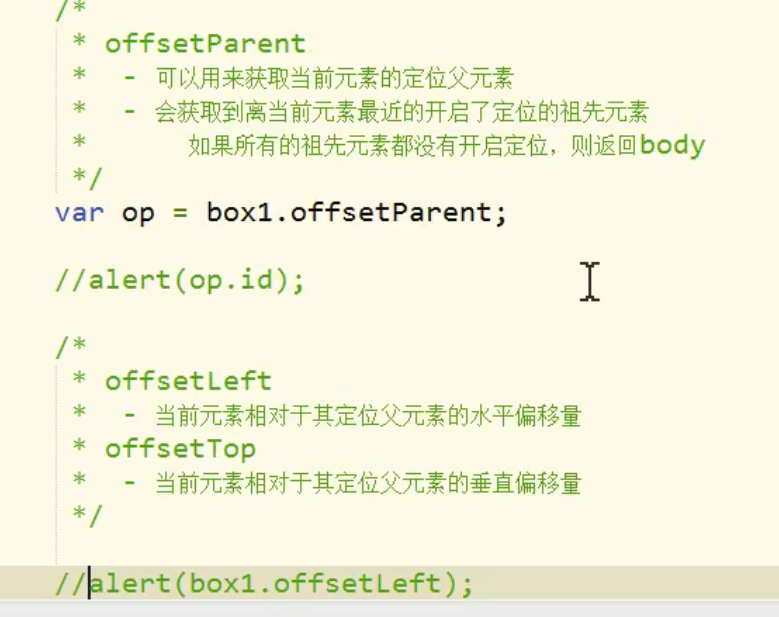 /*
* offsetParent
* - 可以用来获取当前元素的定位父元素
* - 会获取到离当前元素最近的开启了定位的祖先元素
* 如果所有的祖先元素都没有开启定位，则返回body
*/
var op = box1.offsetParent;
//alert(op.id);
/*
* offsetLeft
* - 当前元素相对于其定位父元素的水平偏移量
* offsetTop
* - 当前元素相对于其定位父元素的垂直偏移量
*/
//alert(box1.offsetLeft);